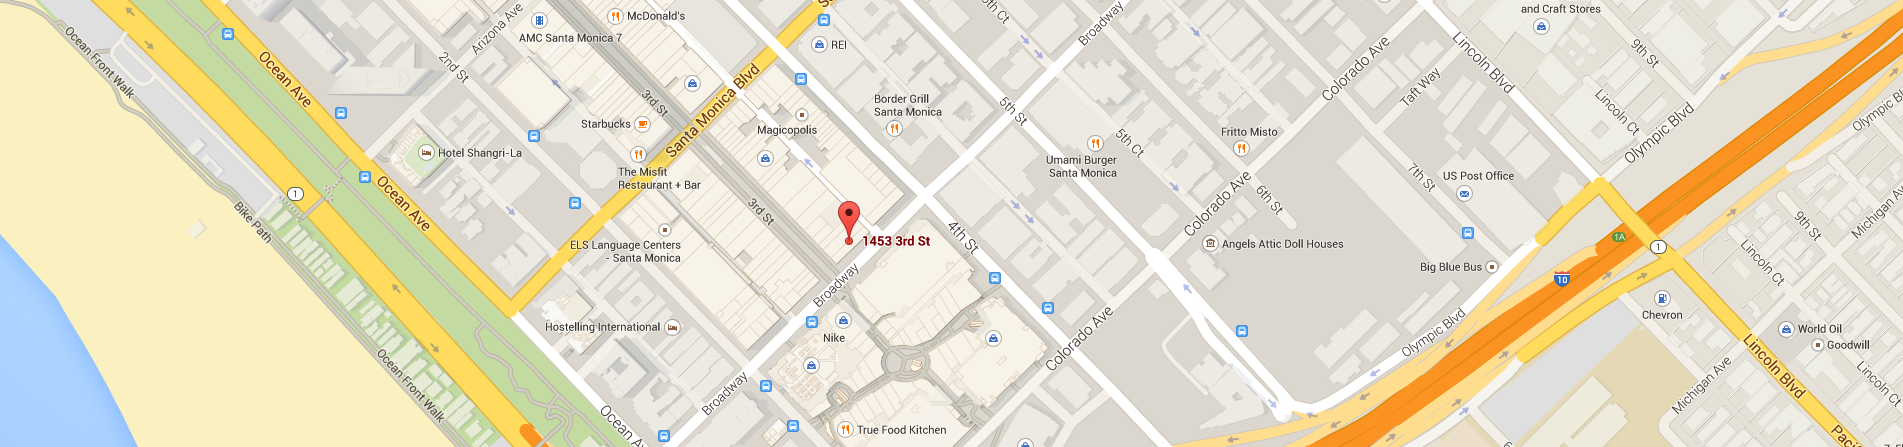 Arizona Ave
McDonald's
AMC Santa Monica 7
and Craft Stores
Broadway
Lincoln Blvd
9th St
Ocean Front Walk
Ocean Ave
2nd St
REI
Colorado Ave
Taft Way
3rd St
Santa Monica Blvd
Border Grill
Santa Monica
5th St
Lincoln Ct
Olympic Blvd
Starbucks
Magicopolis
5th Ct
Fritto Misto
Hotel Shangri-La
The Misfit
Restaurant + Bar
Umami Burger
Santa Monica
7th St
US Post Office
Ocean Ave
1
3rd St
Colorado Ave
6th St
Bike Path
ELS Language Centers
- Santa Monica
1453 3rd St
4th St
Angels Attic Doll Houses
1A
1
9th St
Michigan Av
Big Blue Bus
10
Lincoln Ct
Broadway
Hostelling International
Nike
Colorado Ave
Olympic Blvd
Chevron
World Oil
Goodwill
Lincoln Blvd
Ocean Front Walk
Broadway
Michigan Ave
Ocean Av
True Food Kitchen